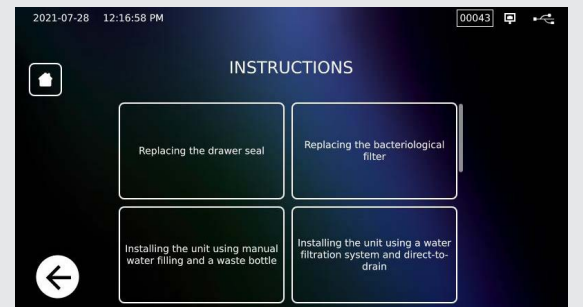 2021-07-28 12:16:58 PM
00043
INSTRUCTIONS
Replacing the drawer seal
Replacing the bacteriological
filter
Installing the unit using manual
water filling and a waste bottle
Installing the unit using a water
filtration system and direct-to-
drain